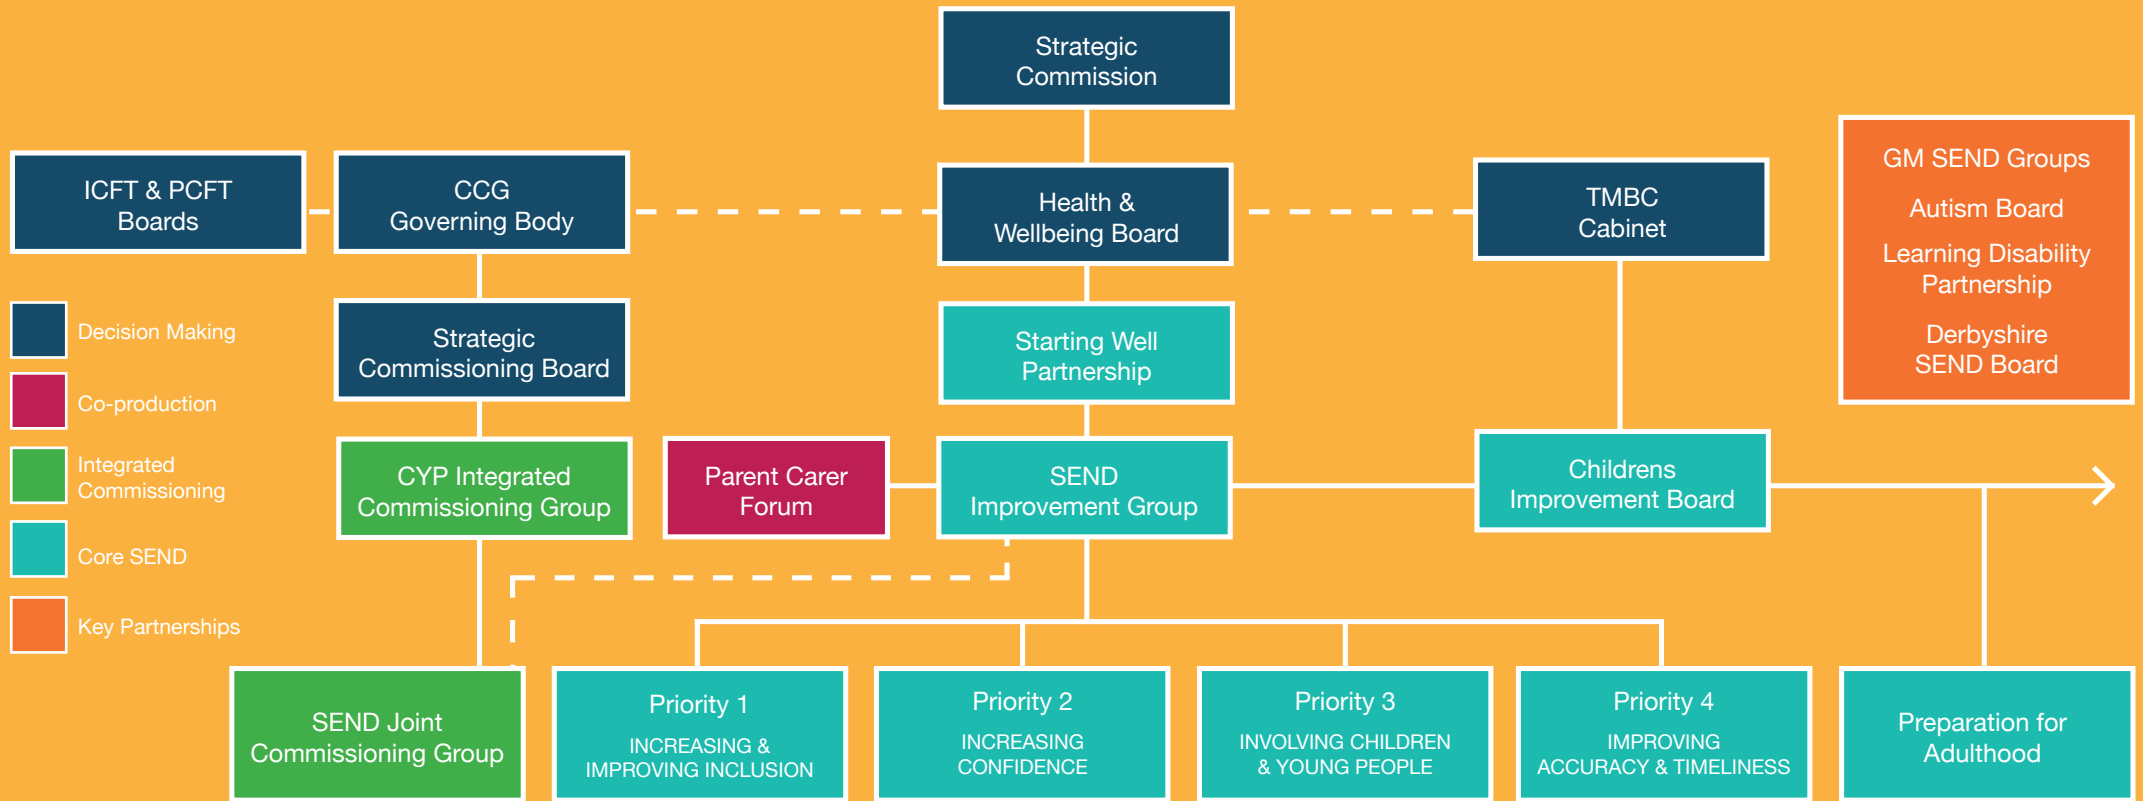 Strategic
Commission
ICFT & PCFT
Boards
CCG
Governing Body
Health &
Wellbeing Board
TMBC
Cabinet
GM SEND Groups
Autism Board
Learning Disability
Partnership
Derbyshire
SEND Board
Decision Making
Co-production
Integrated
Commissioning
Core SEND
Key Partnerships
Strategic
Commissioning Board
Starting Well
Partnership
CYP Integrated
Commissioning Group
Parent Carer
Forum
SEND
Improvement Group
Childrens
Improvement Board
SEND Joint
Commissioning Group
Priority 1
INCREASING &
IMPROVING INCLUSION
Priority 2
INCREASING
CONFIDENCE
Priority 3
INVOLVING CHILDREN
& YOUNG PEOPLE
Priority 4
IMPROVING
ACCURACY & TIMELINESS
Preparation for
Adulthood